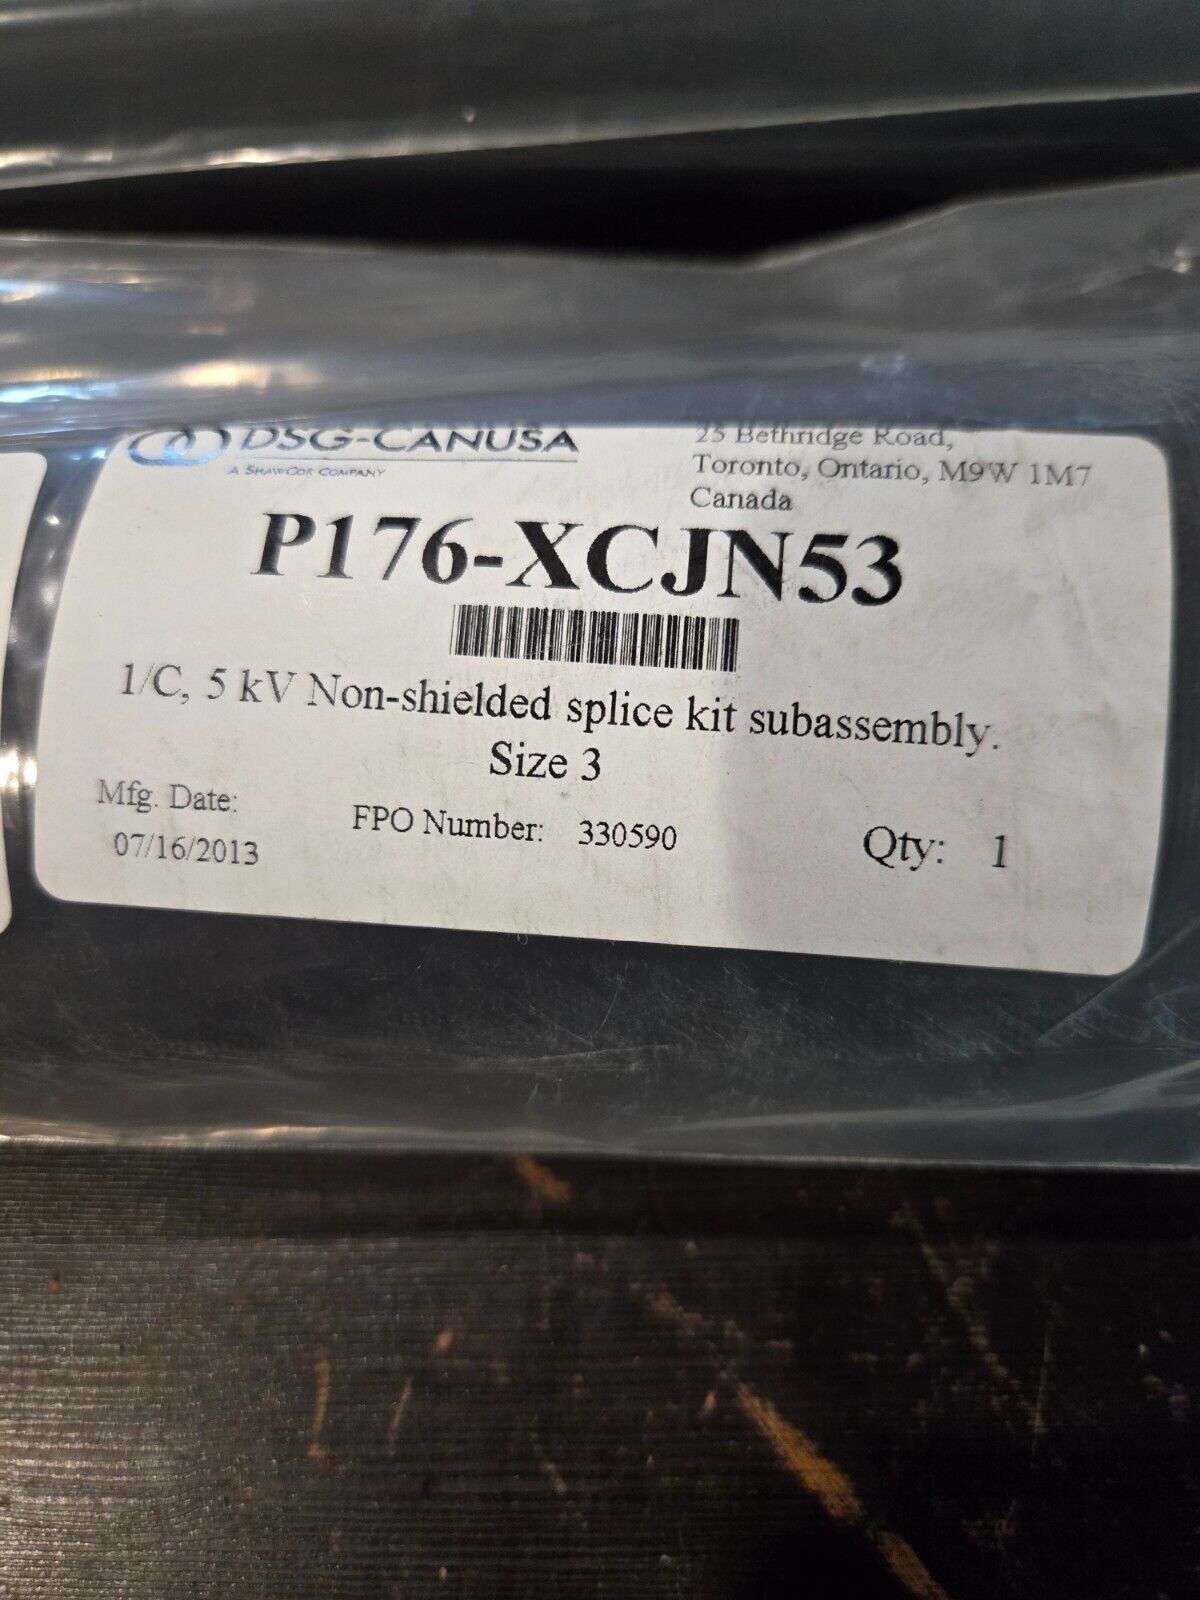 DSG-CANUSA
A SHAWCOR COMPANY
25 Bethridge Road,
Toronto, Ontario, M9W 1M7
Canada
P176-XCJN53
1/C, 5 kV Non-shielded splice kit subassembly.
Size 3
Mfg. Date:
07/16/2013
FPO Number: 330590
Qty: 1